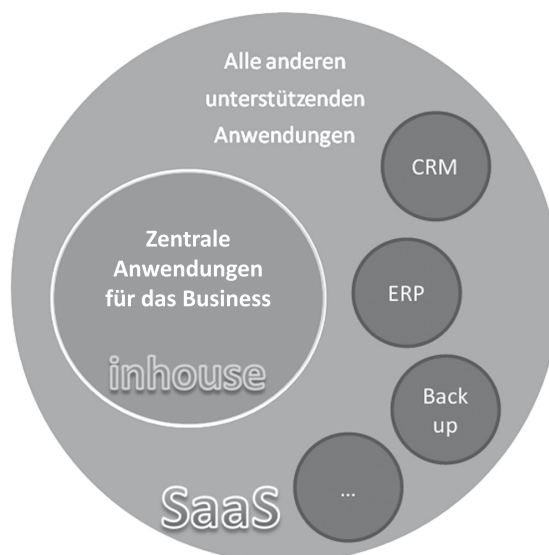 Alle anderen
unterstützenden
Anwendungen
CRM
Zentrale
Anwendungen
für das Business
ERP
inhouse
Back
up
...
SaaS